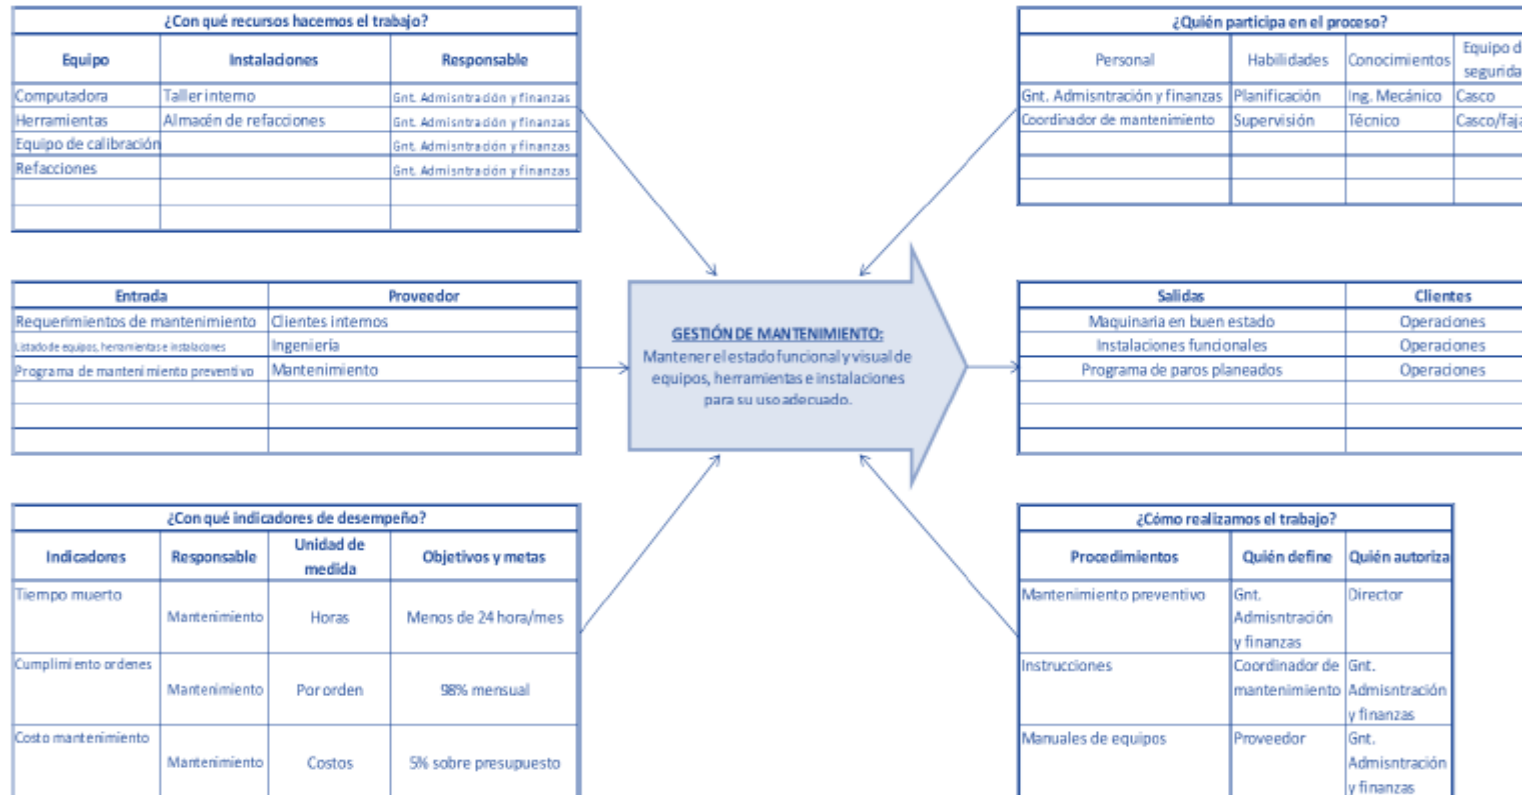 ¿Con qué recursos hacemos el trabajo?
Equipo Instalaciones Responsable
Computadora Taller interno Gnt. Admisntración y finanzas
Herramientas Almacén de refacciones Gnt. Admisntración y finanzas
Equipo de calibración Gnt. Admisntración y finanzas
Refacciones Gnt. Admisntración y finanzas
¿Quién participa en el proceso?
Personal Habilidades Conocimientos Equipo d
segurida
Gnt. Admisntración y finanzas Planificación Ing. Mecánico Casco
Coordinador de mantenimiento Supervisión Técnico Casco/faja
Entrada Proveedor
Requerimientos de mantenimiento Clientes internos
Listado de equipos, herramientas e instalaciones Ingeniería
Programa de mantenimiento preventivo Mantenimiento
GESTIÓN DE MANTENIMIENTO:
Mantener el estado funcional y visual de
equipos, herramientas e instalaciones
para su uso adecuado.
Salidas Clientes
Maquinaria en buen estado Operaciones
Instalaciones funcionales Operaciones
Programa de paros planeados Operaciones
¿Con qué indicadores de desempeño?
Indicadores Responsable Unidad de
medida Objetivos y metas
Tiempo muerto
Mantenimiento Horas Menos de 24 hora/mes
Cumplimiento ordenes
Mantenimiento Por orden 98% mensual
Costo mantenimiento
Mantenimiento Costos 5% sobre presupuesto
¿Cómo realizamos el trabajo?
Procedimientos Quién define Quién autoriza
Mantenimiento preventivo Gnt. Director
Admisntración
y finanzas
Instrucciones Coordinador de Gnt.
mantenimiento Admisntración
y finanzas
Manuales de equipos Proveedor Gnt.
Admisntración
y finanzas